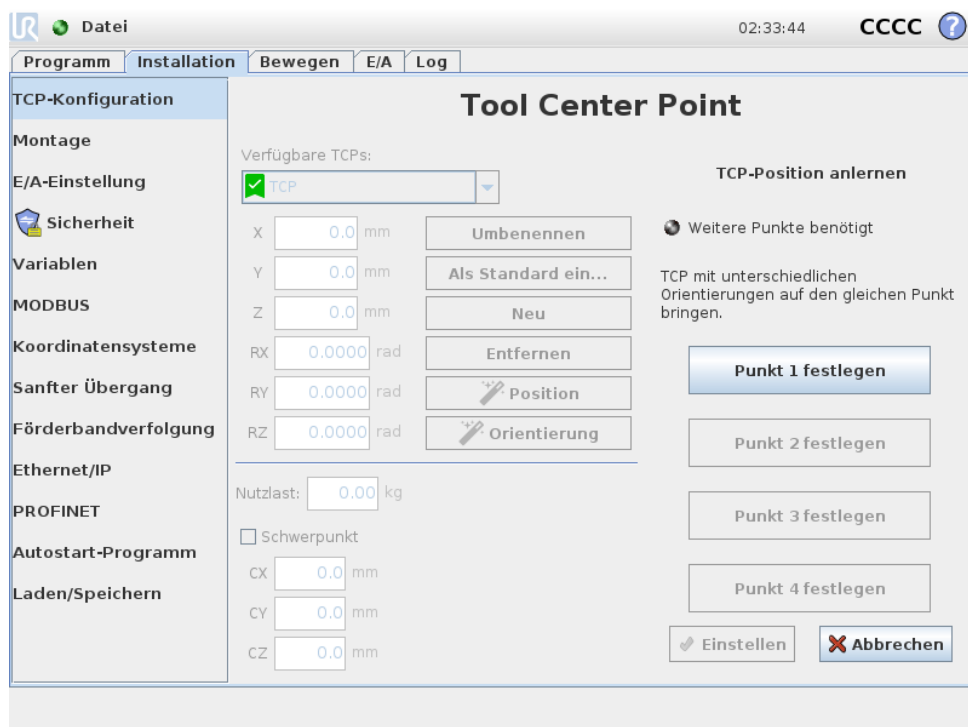 UR Datei 02:33:44 CCCC ?
Programm Installation Bewegen E/A Log
TCP-Konfiguration
Montage
E/A-Einstellung
Sicherheit
Variablen
MODBUS
Koordinatensysteme
Sanfter Übergang
Förderbandverfolgung
Ethernet/IP
PROFINET
Autostart-Programm
Laden/Speichern
Tool Center Point
Verfügbare TCPs:
TCP
X 0.0 mm Umbenennen
Y 0.0 mm Als Standard ein...
Z 0.0 mm Neu
RX 0.0000 rad Entfernen
RY 0.0000 rad Position
RZ 0.0000 rad Orientierung
Nutzlast: 0.00 kg
Schwerpunkt
CX 0.0 mm
CY 0.0 mm
CZ 0.0 mm
TCP-Position anlernen
Weitere Punkte benötigt
TCP mit unterschiedlichen
Orientierungen auf den gleichen Punkt
bringen.
Punkt 1 festlegen
Punkt 2 festlegen
Punkt 3 festlegen
Punkt 4 festlegen
Einstellen Abbrechen